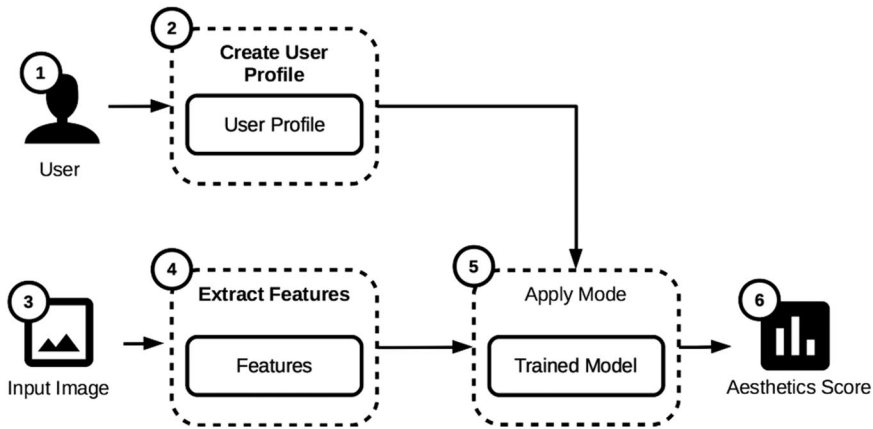 1
2
Create User
Profile
User Profile
User
3
4
5
6
Extract Features
Apply Mode
Features
Trained Model
Input Image
Aesthetics Score